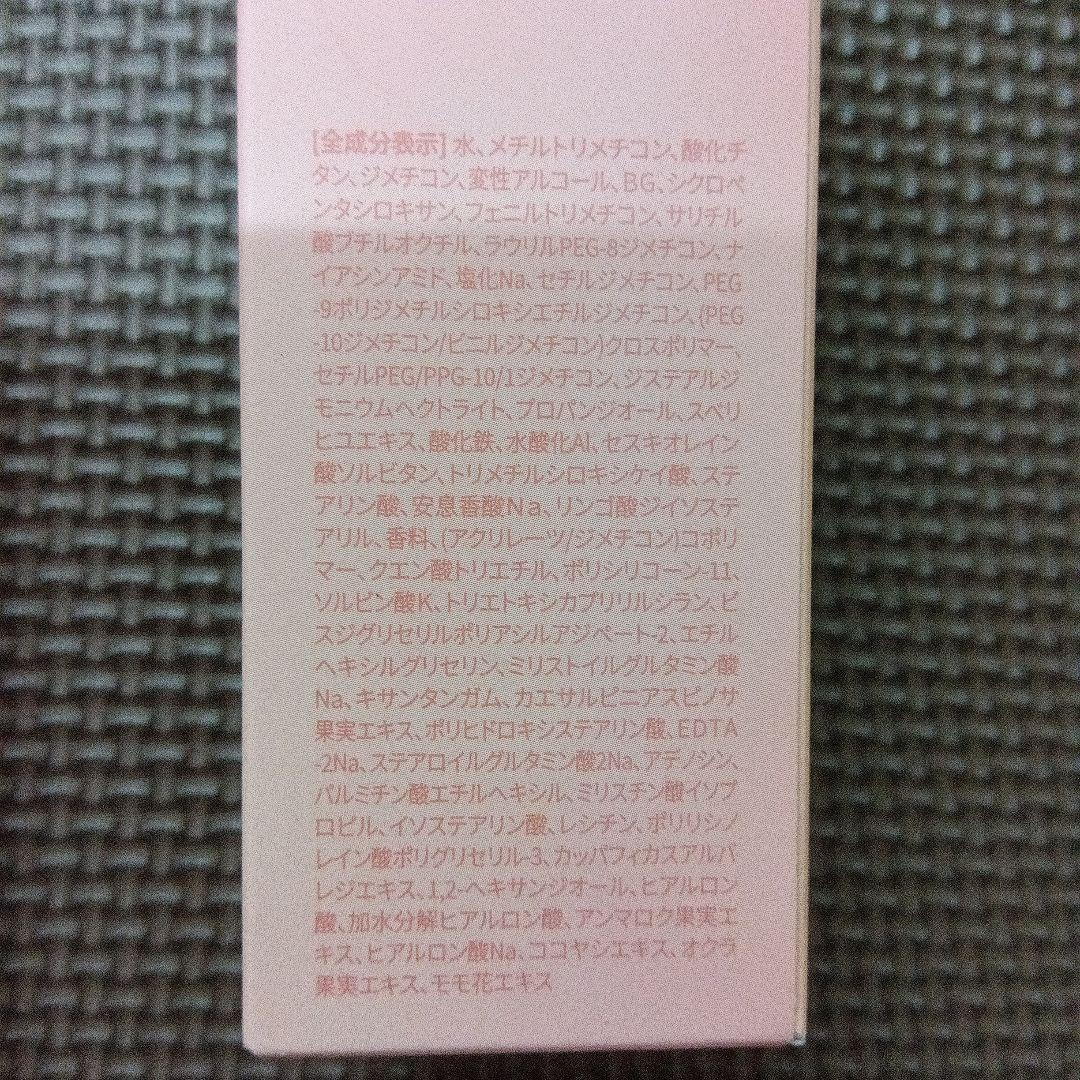 [全成分表示] 水、メチルトリメチコン、酸化チ
タン、ジメチコン、変性アルコール、BG、シクロペ
ンタシロキサン、フェニルトリメチコン、サリチル
酸ブチルオクチル、ラウリルPEG-8ジメチコン、ナ
イアシンアミド、塩化Na、セチルジメチコン、PEG
-9ポリジメチルシロキシエチルジメチコン、(PEG
-10ジメチコン/ビニルジメチコン)クロスポリマー、
セチルPEG/PPG-10/1ジメチコン、ジステアルジ
モニウムヘクトライト、プロパンジオール、スベリ
ヒユエキス、酸化鉄、水酸化Al、セスキオレイン
酸ソルビタン、トリメチルシロキシケイ酸、ステ
アリン酸、安息香酸Na、リンゴ酸ジイソステ
アリル、香料、(アクリレーツ/ジメチコン)コポリ
マー、クエン酸トリエチル、ポリシリコーン-11、
ソルビン酸K、トリエトキシカプリリルシラン、ビ
スジグリセリルポリアシルアジペート-2、エチル
ヘキシルグリセリン、ミリストイルグルタミン酸
Na、キサンタンガム、カエサルピニアスピノサ
果実エキス、ポリヒドロキシステアリン酸、EDTA
-2Na、ステアロイルグルタミン酸2Na、アデノシン、
パルミチン酸エチルヘキシル、ミリスチン酸イソプ
ロピル、イソステアリン酸、レシチン、ポリリシノ
レイン酸ポリグリセリル-3、カッパフィカスアルバ
レジエキス、1,2-ヘキサンジオール、ヒアルロン
酸、加水分解ヒアルロン酸、アンマロク果実エ
キス、ヒアルロン酸Na、ココヤシエキス、オクラ
果実エキス、モモ花エキス